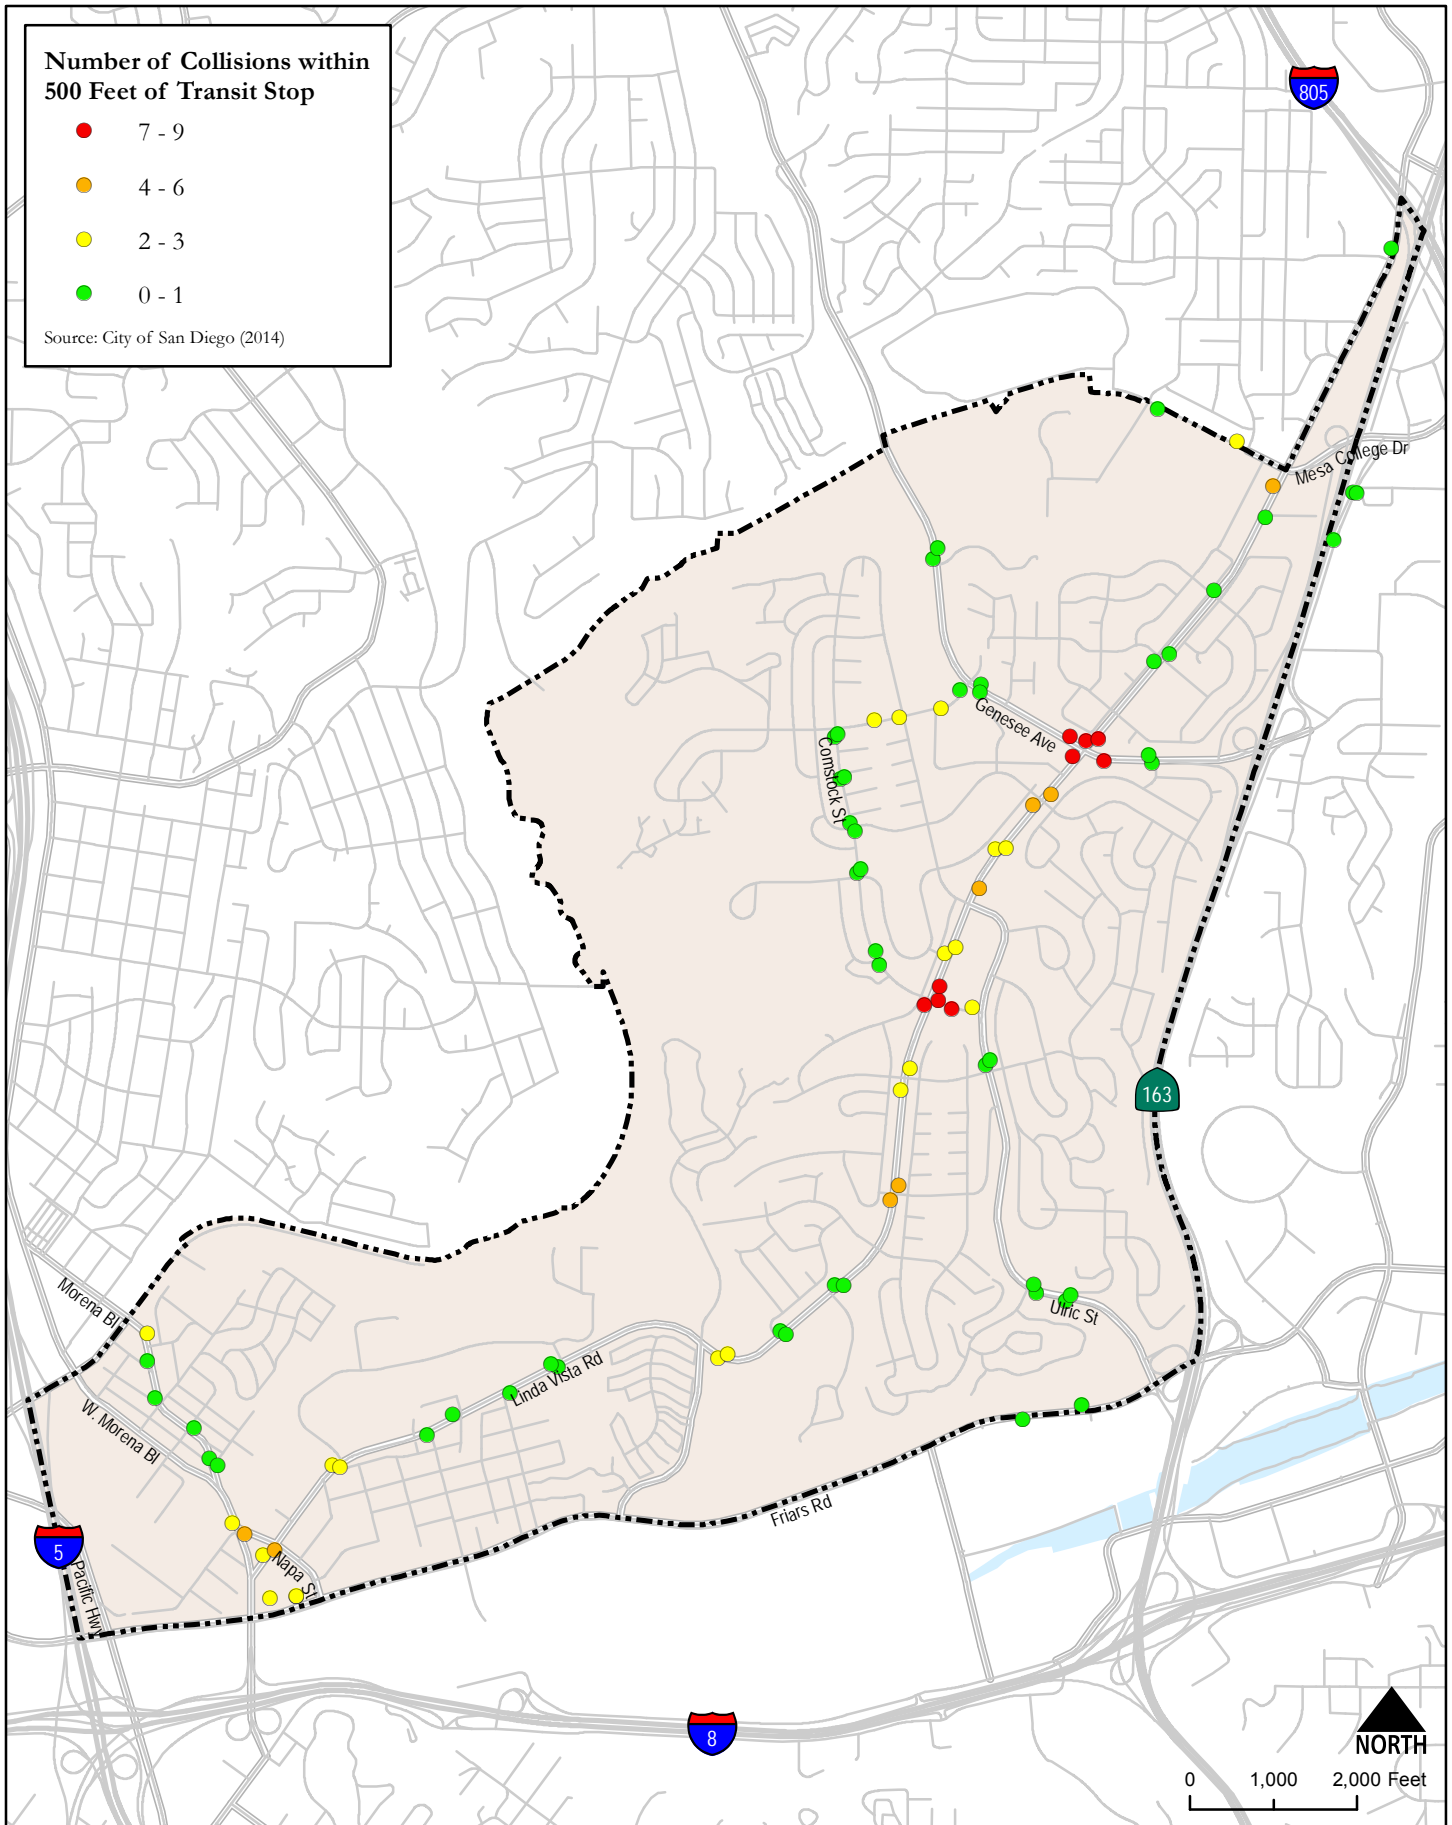 Number of Collisions within
500 Feet of Transit Stop
7 - 9
4 - 6
2 - 3
0 - 1
Source: City of San Diego (2014)
805
Mesa College Dr
Genesee Ave
Comstock St
163
Morena Bl
Ulric St
Linda Vista Rd
W. Morena Bl
Friars Rd
5
Napa St
Pacific Hwy
8
NORTH
0 1,000 2,000 Feet